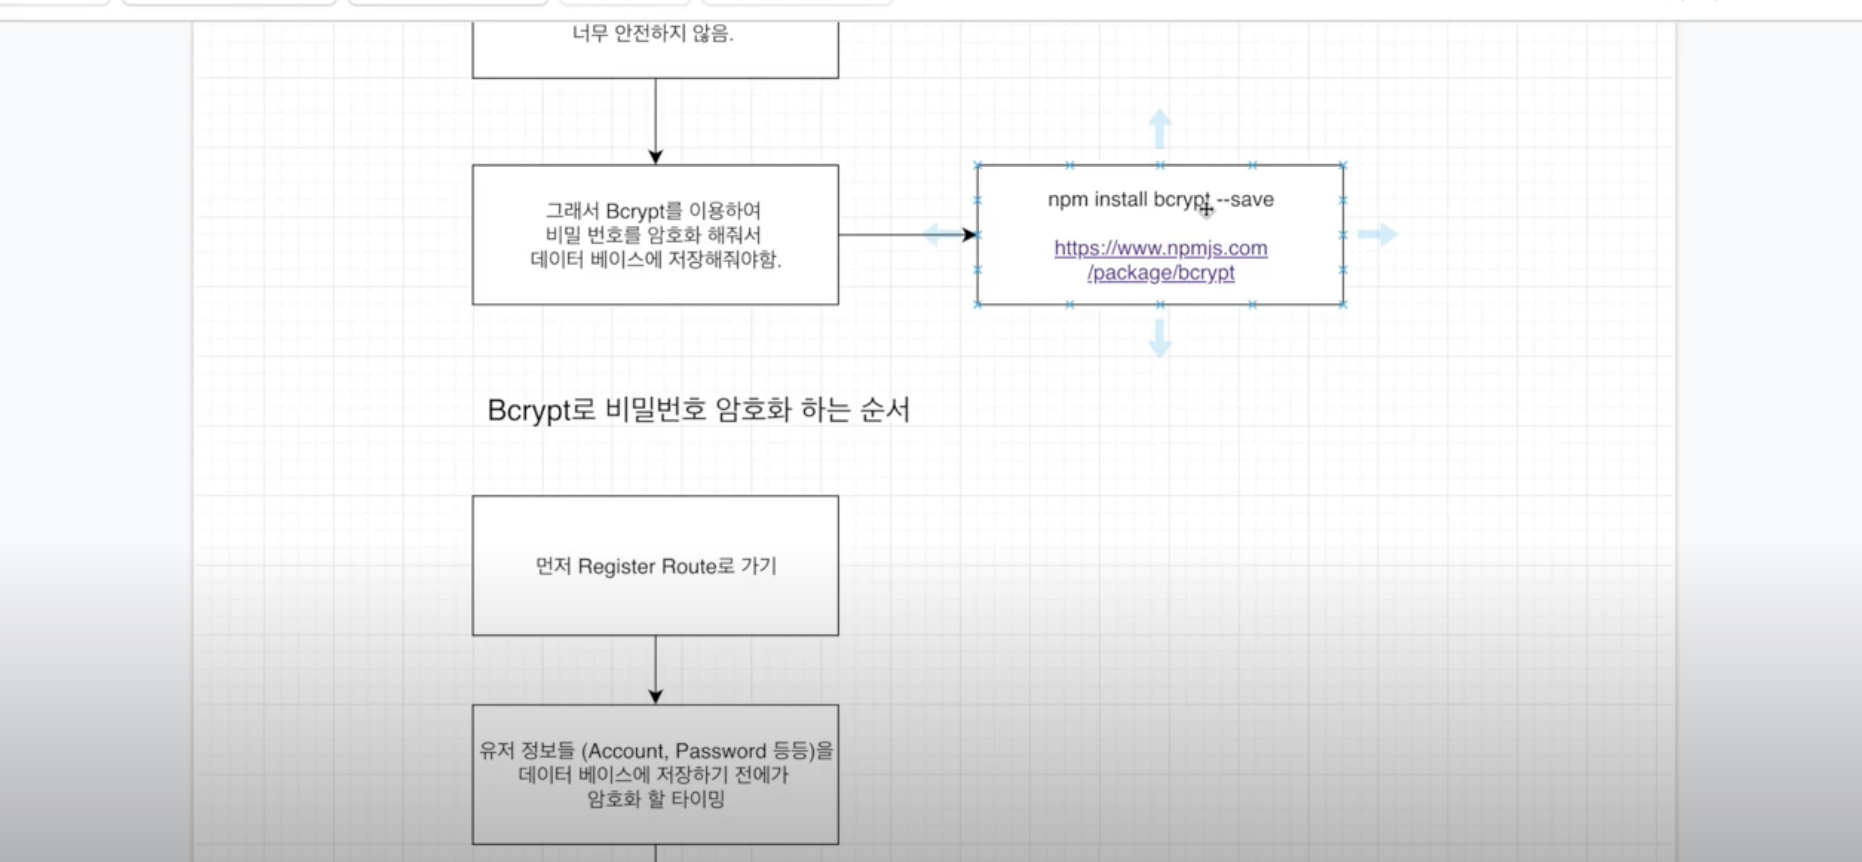 너무 안전하지 않음.
그래서 Bcrypt를 이용하여
비밀 번호를 암호화 해줘서
데이터 베이스에 저장해줘야함.
npm install bcrypt --save
https://www.npmjs.com
/package/bcrypt
Bcrypt로 비밀번호 암호화 하는 순서
먼저 Register Route로 가기
유저 정보들 (Account, Password 등등)을
데이터 베이스에 저장하기 전에가
암호화 할 타이밍